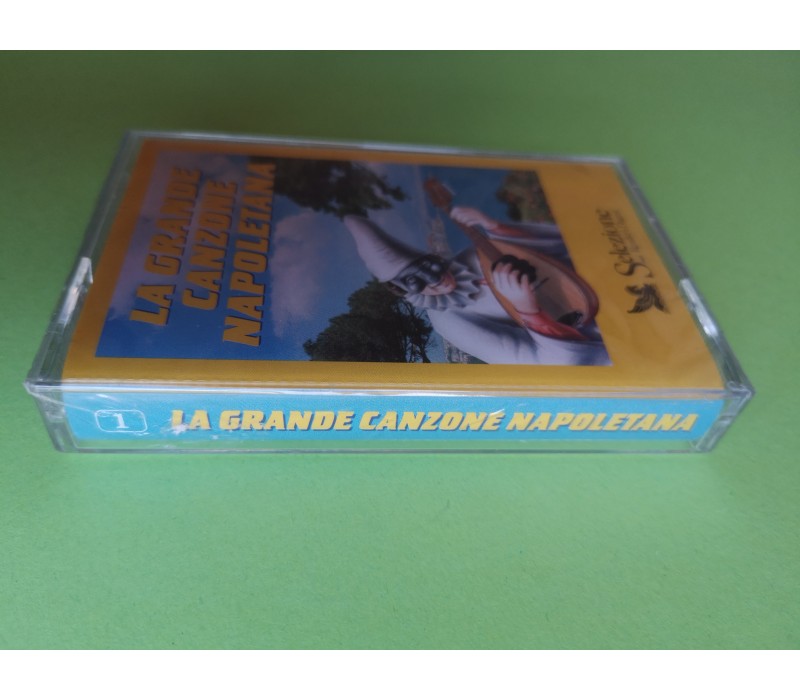 LA GRANDE
CANZONE
NAPOLETANA
Selezione
1 LA GRANDE CANZONE NAPOLETANA